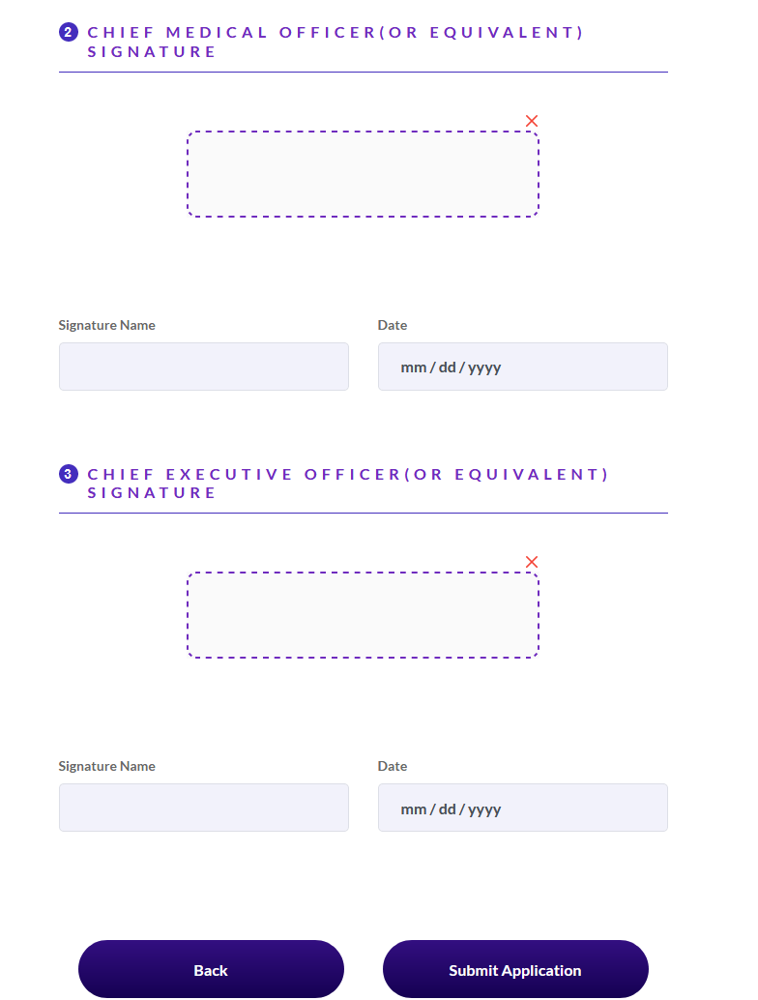 2 CHIEF MEDICAL OFFICER(OR EQUIVALENT)
SIGNATURE
Signature Name Date
mm / dd / yyyy
3 CHIEF EXECUTIVE OFFICER(OR EQUIVALENT)
SIGNATURE
Signature Name Date
mm / dd / yyyy
Back Submit Application